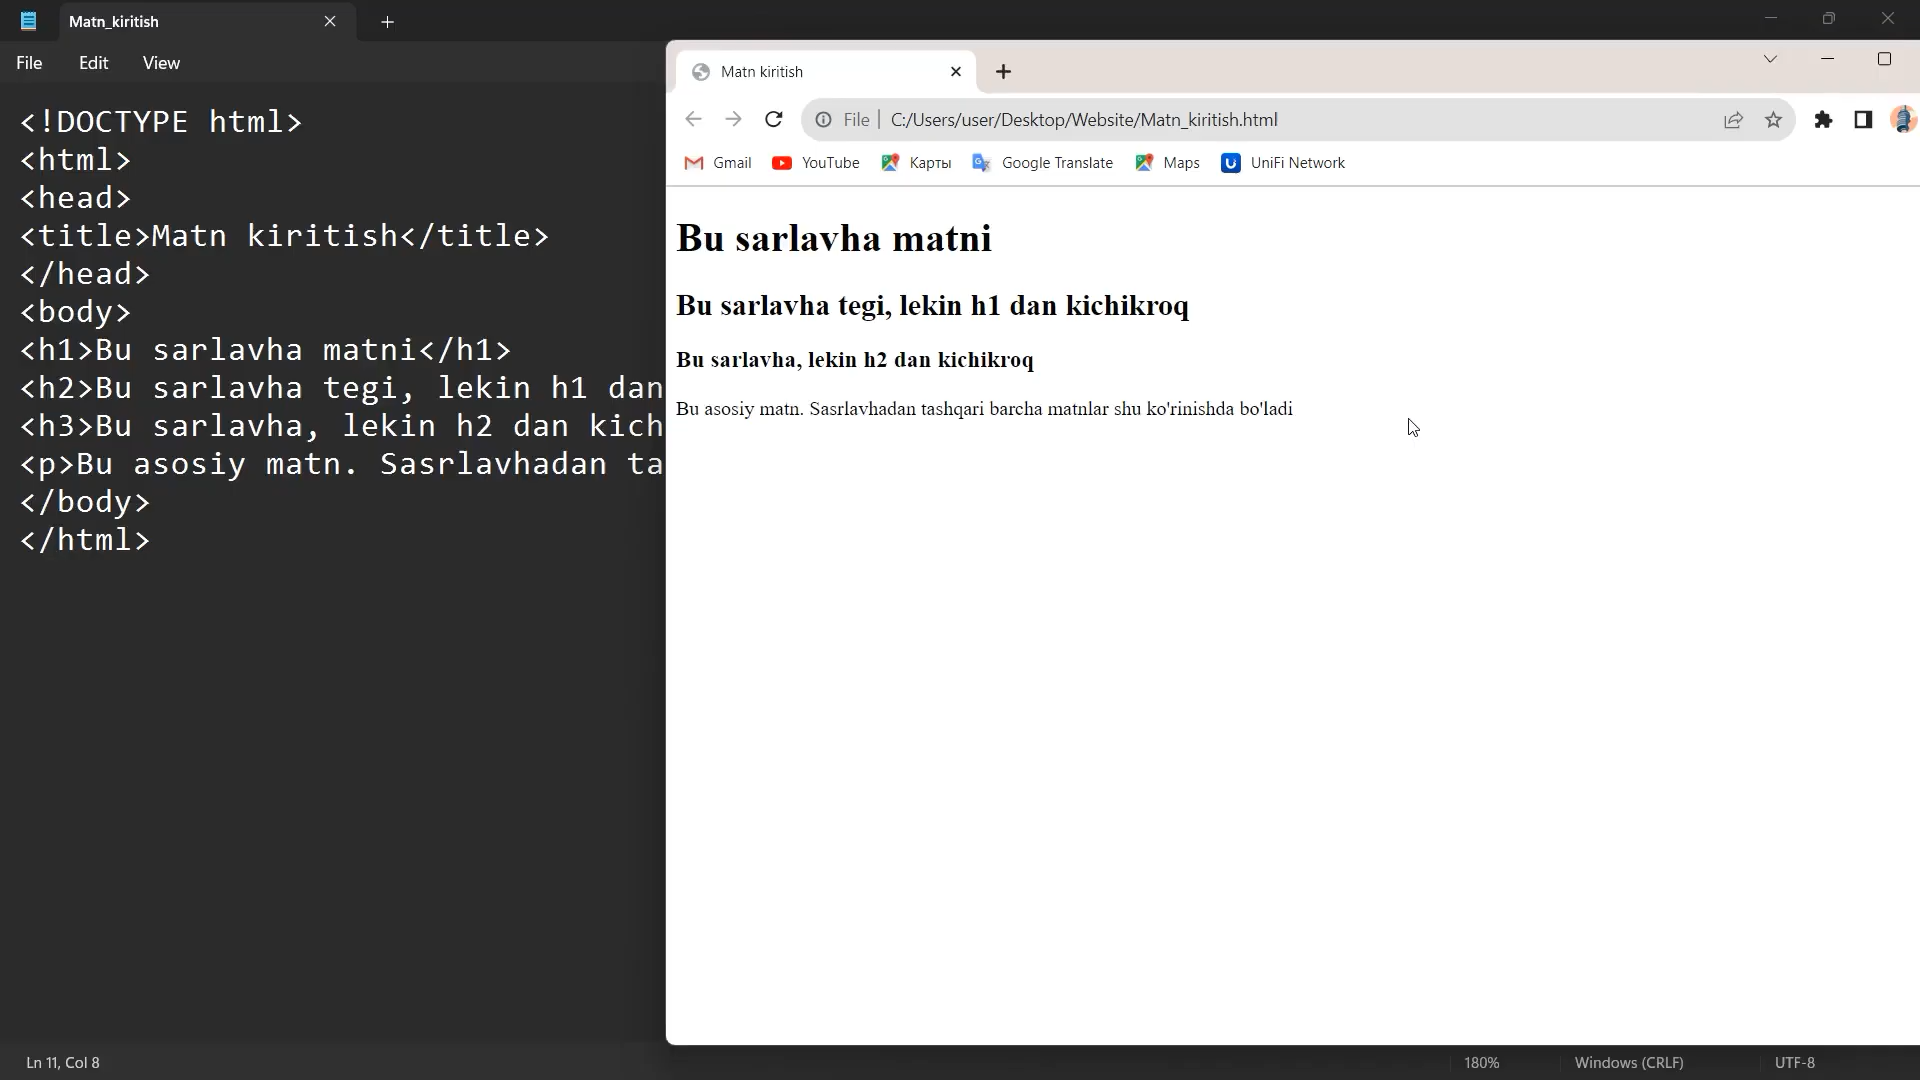 Matn_kiritish
File Edit View
<!DOCTYPE html>
<html>
<head>
<title>Matn kiritish</title>
</head>
<body>
<h1>Bu sarlavha matni</h1>
<h2>Bu sarlavha tegi, lekin h1 dan
<h3>Bu sarlavha, lekin h2 dan kich
<p>Bu asosiy matn. Sasrlavhadan ta
</body>
</html>
Matn kiritish
File C:/Users/user/Desktop/Website/Matn_kiritish.html
Gmail YouTube Карты Google Translate Maps UniFi Network
Bu sarlavha matni
Bu sarlavha tegi, lekin h1 dan kichikroq
Bu sarlavha, lekin h2 dan kichikroq
Bu asosiy matn. Sasrlavhadan tashqari barcha matnlar shu ko'rinishda bo'ladi
Ln 11, Col 8 180% Windows (CRLF) UTF-8